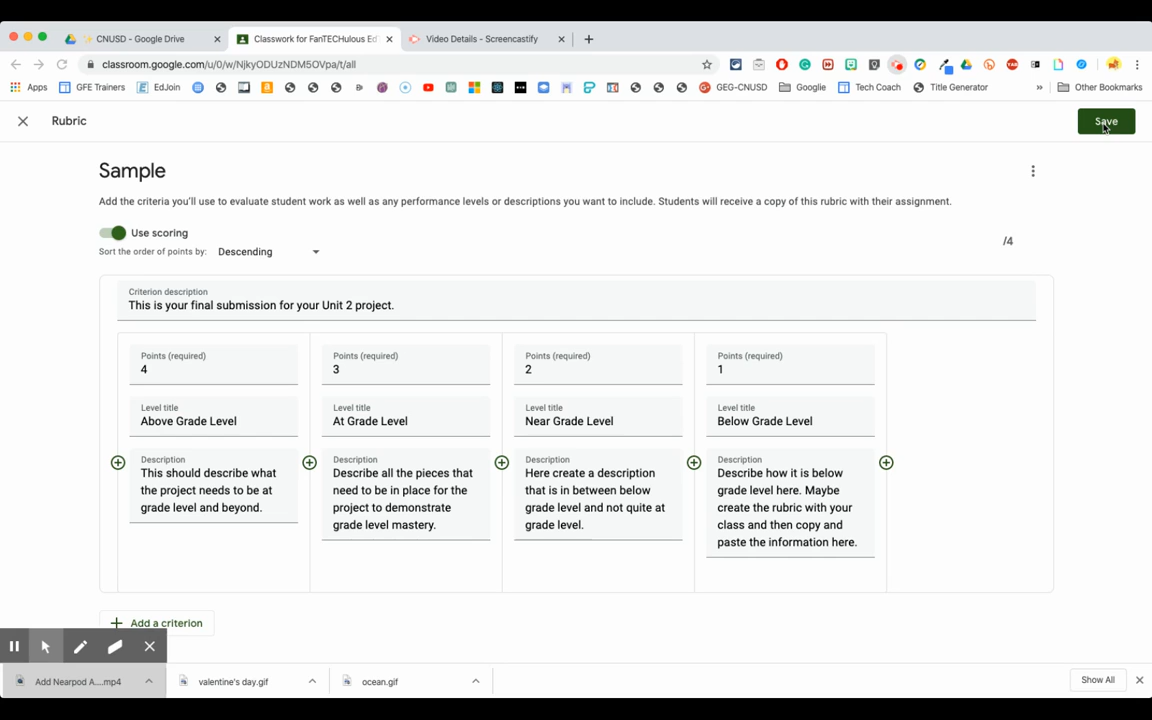 CNUSD - Google Drive
Classwork for FanTECHulous Ed
Video Details - Screencastify
classroom.google.com/u/0/w/NjkyODUzNDM5OVpa/t/all
Apps
GFE Trainers
EdJoin
GEG-CNUSD
Googlie
Tech Coach
Title Generator
»
Other Bookmarks
Rubric
Save
Sample
Add the criteria you'll use to evaluate student work as well as any performance levels or descriptions you want to include. Students will receive a copy of this rubric with their assignment.
Use scoring
/4
Sort the order of points by: Descending
Criterion description
This is your final submission for your Unit 2 project.
Points (required)
4
Level title
Above Grade Level
Description
This should describe what
the project needs to be at
grade level and beyond.
Points (required)
3
Level title
At Grade Level
Description
Describe all the pieces that
need to be in place for the
project to demonstrate
grade level mastery.
Points (required)
2
Level title
Near Grade Level
Description
Here create a description
that is in between below
grade level and not quite at
grade level.
Points (required)
1
Level title
Below Grade Level
Description
Describe how it is below
grade level here. Maybe
create the rubric with your
class and then copy and
paste the information here.
Add a criterion
Add Nearpod A....mp4
valentine's day.gif
ocean.gif
Show All